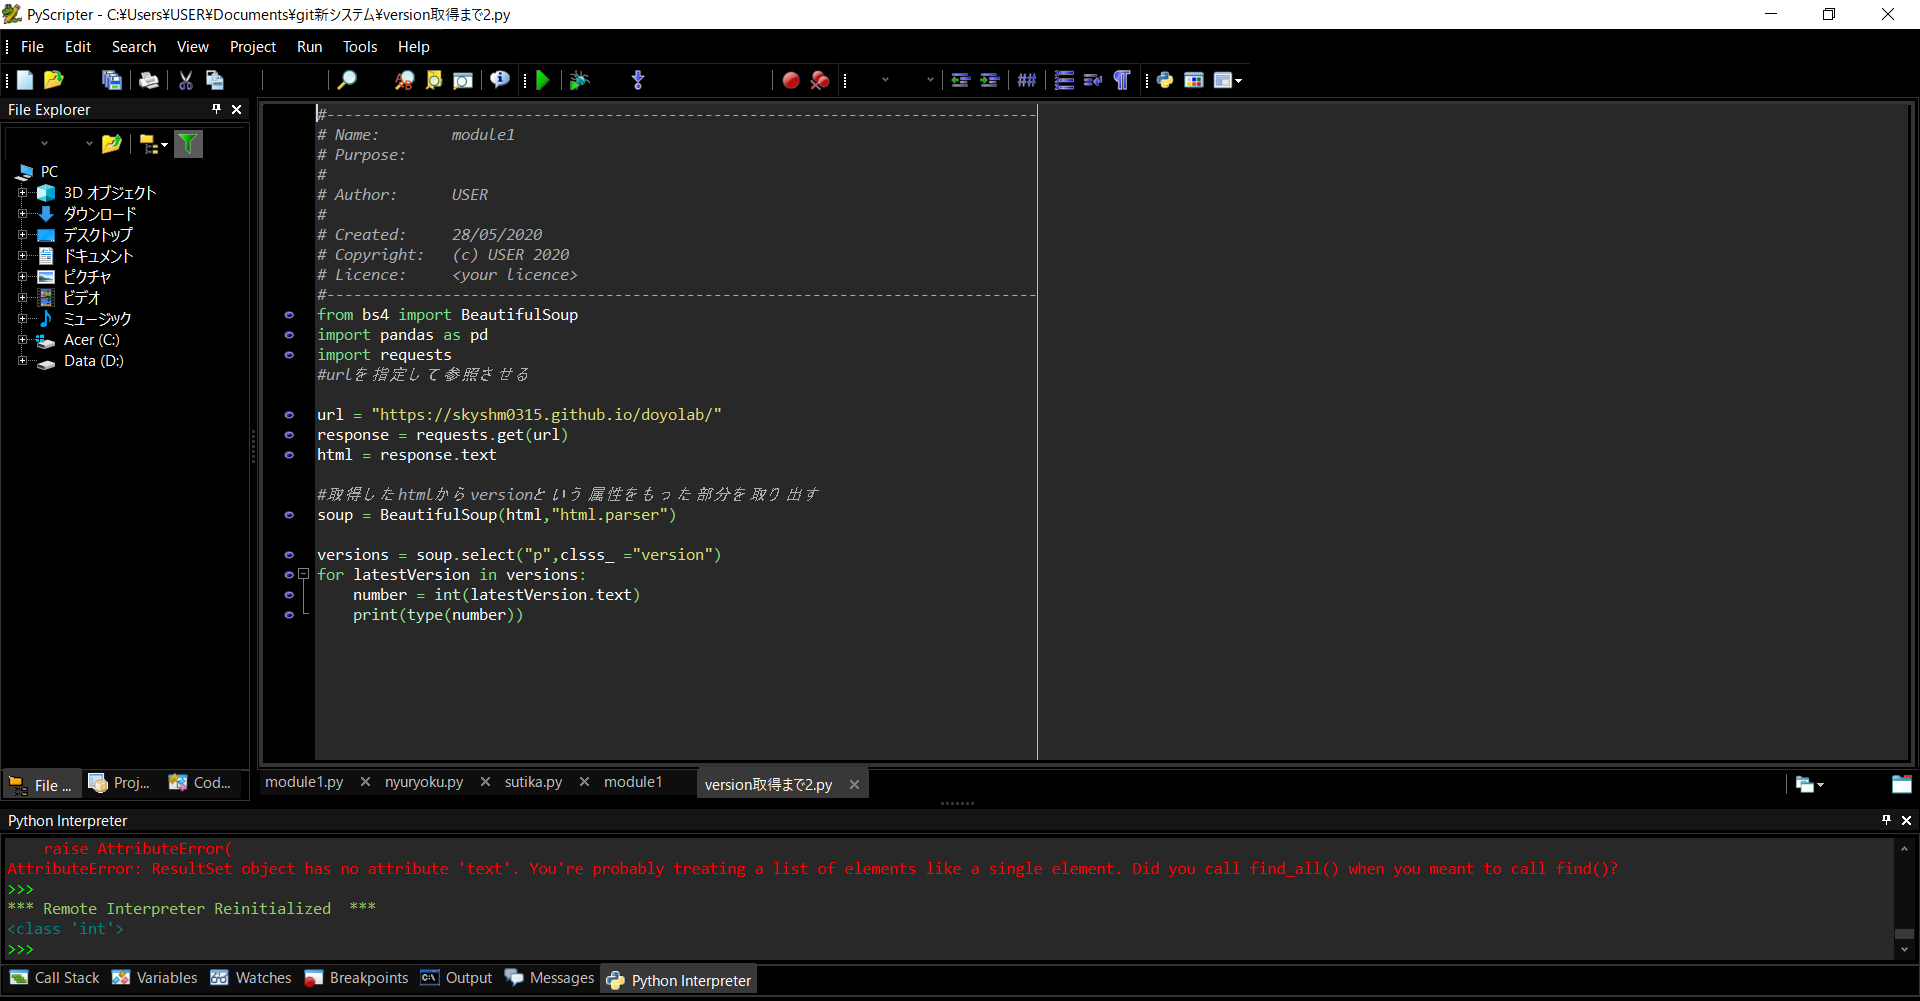 PyScripter - C:¥Users¥USER¥Documents¥git新システム¥version取得まで2.py
File Edit Search View Project Run Tools Help
File Explorer
PC
3D オブジェクト
ダウンロード
デスクトップ
ドキュメント
ピクチャ
ビデオ
ミュージック
Acer (C:)
Data (D:)
File ... Proj... Cod...
#-------------------------------------------------------------------------------
# Name:        module1
# Purpose:
#
# Author:      USER
#
# Created:     28/05/2020
# Copyright:   (c) USER 2020
# Licence:     <your licence>
#-------------------------------------------------------------------------------
from bs4 import BeautifulSoup
import pandas as pd
import requests
#urlを指定して参照させる
url = "https://skyshm0315.github.io/doyolab/"
response = requests.get(url)
html = response.text
#取得したhtmlからversionという属性をもった部分を取り出す
soup = BeautifulSoup(html,"html.parser")
versions = soup.select("p",clsss_ ="version")
for latestVersion in versions:
    number = int(latestVersion.text)
    print(type(number))
module1.py nyuryoku.py sutika.py module1 version取得まで2.py
Python Interpreter
    raise AttributeError(
AttributeError: ResultSet object has no attribute 'text'. You're probably treating a list of elements like a single element. Did you call find_all() when you meant to call find()?
>>>
*** Remote Interpreter Reinitialized  ***
<class 'int'>
>>>
Call Stack Variables Watches Breakpoints Output Messages Python Interpreter